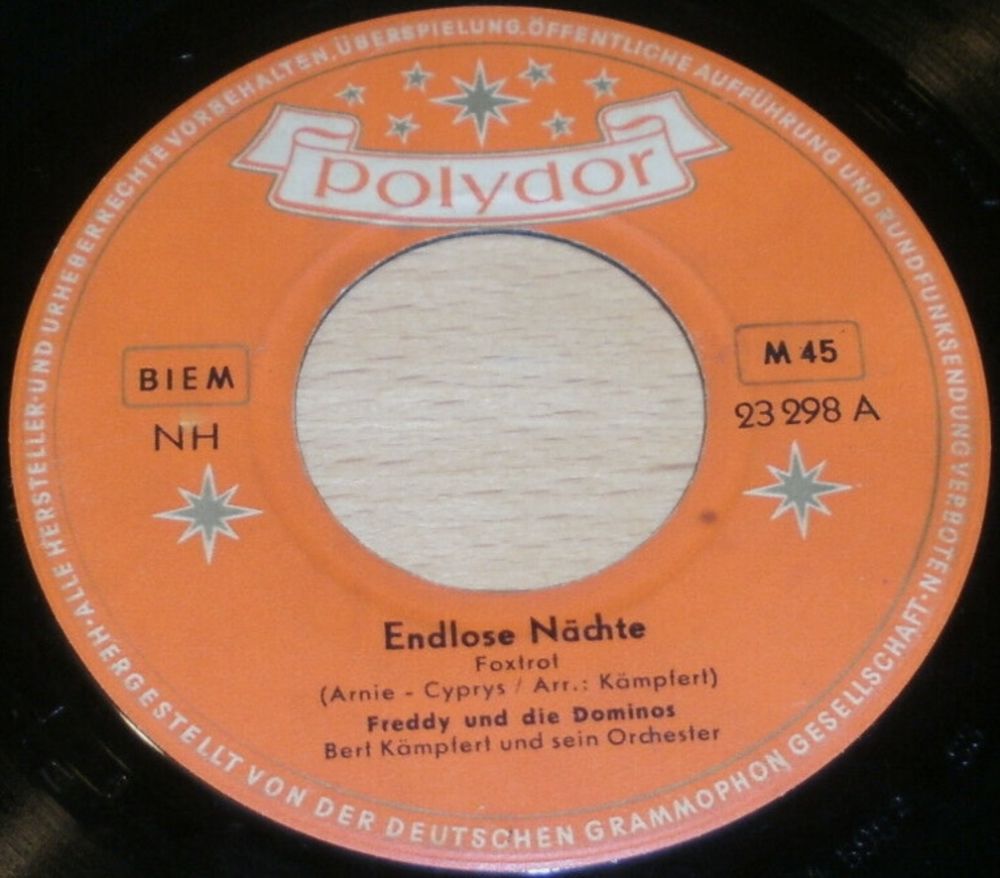 ALLE HERSTELLER-UND URHEBERRECHTE VORBEHALTEN, ÜBERSPIELUNG, ÖFFENTLICHE AUFFÜHRUNG UND RUNDFUNKSENDUNG VERBOTEN·
polydor
BIEM
NH
M 45
23 298 A
Endlose Nächte
Foxtrot
(Arnie - Cyprys / Arr.: Kämpfert)
Freddy und die Dominos
Bert Kämpfert und sein Orchester
HERGESTELLT VON DER DEUTSCHEN GRAMMOPHON GESELLSCHAFT·